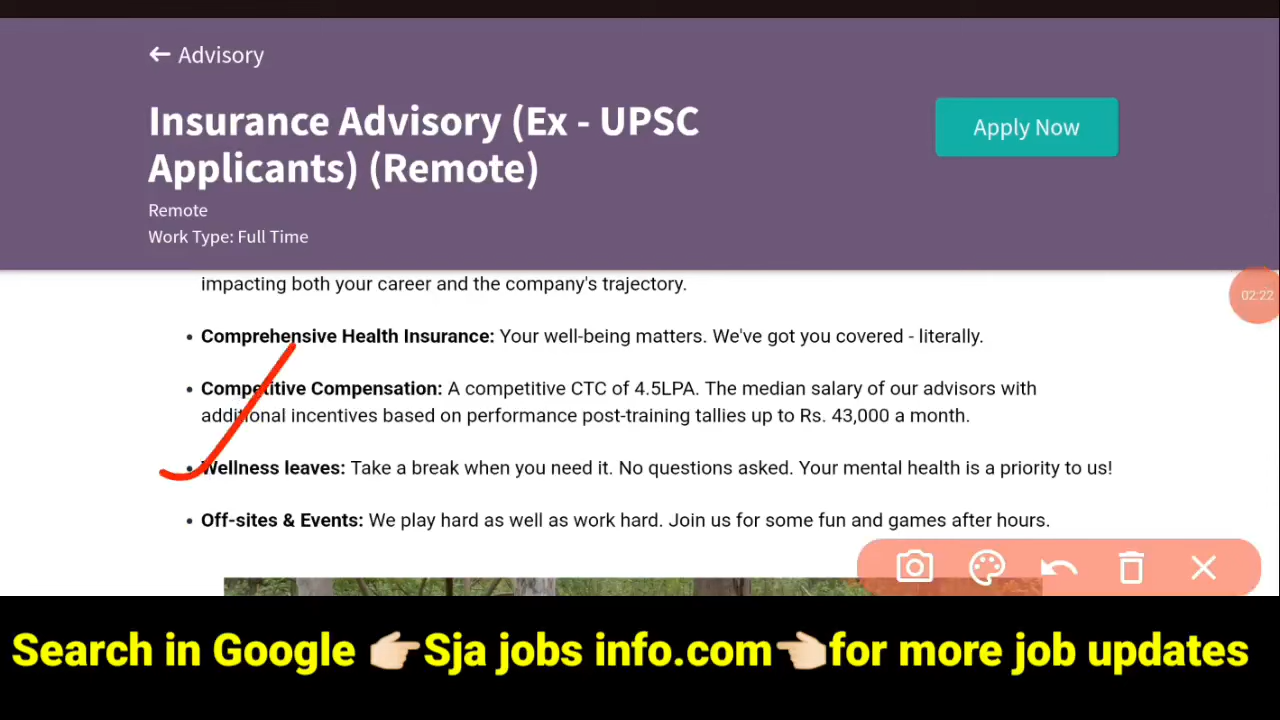 Advisory
Insurance Advisory (Ex - UPSC
Applicants) (Remote)
Apply Now
Remote
Work Type: Full Time
impacting both your career and the company's trajectory.
02:22
Comprehensive Health Insurance: Your well-being matters. We've got you covered - literally.
Competitive Compensation: A competitive CTC of 4.5LPA. The median salary of our advisors with
additional incentives based on performance post-training tallies up to Rs. 43,000 a month.
Wellness leaves: Take a break when you need it. No questions asked. Your mental health is a priority to us!
Off-sites & Events: We play hard as well as work hard. Join us for some fun and games after hours.
Search in Google 👉🏻Sja jobs info.com👈🏻for more job updates